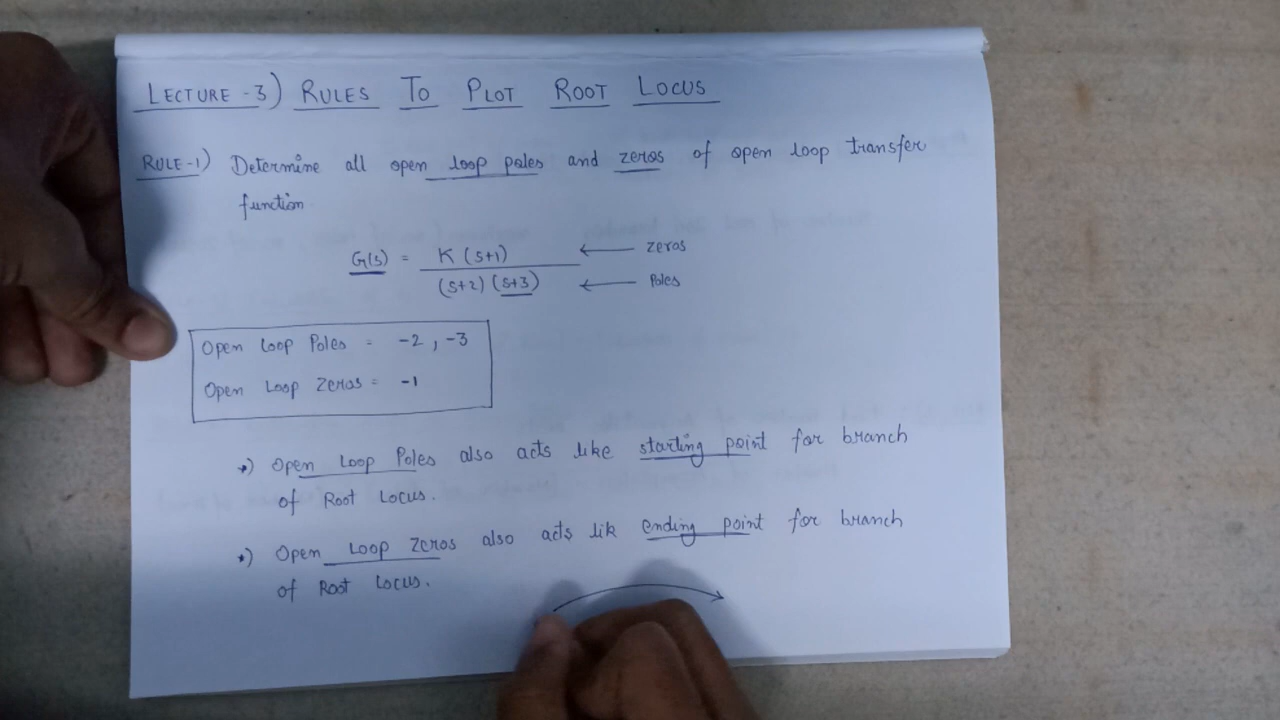 LECTURE -3) RULES TO PLOT ROOT LOCUS
RULE-1) Determine all open loop poles and zeros of open loop transfer
function
G(s) = K (s+1) ← zeros
(s+2) (s+3) ← Poles
Open Loop Poles = -2 , -3
Open Loop Zeros = -1
*) Open Loop Poles also acts like starting point for branch
of Root Locus.
*) Open Loop Zeros also acts lik ending point for branch
of Root Locus.